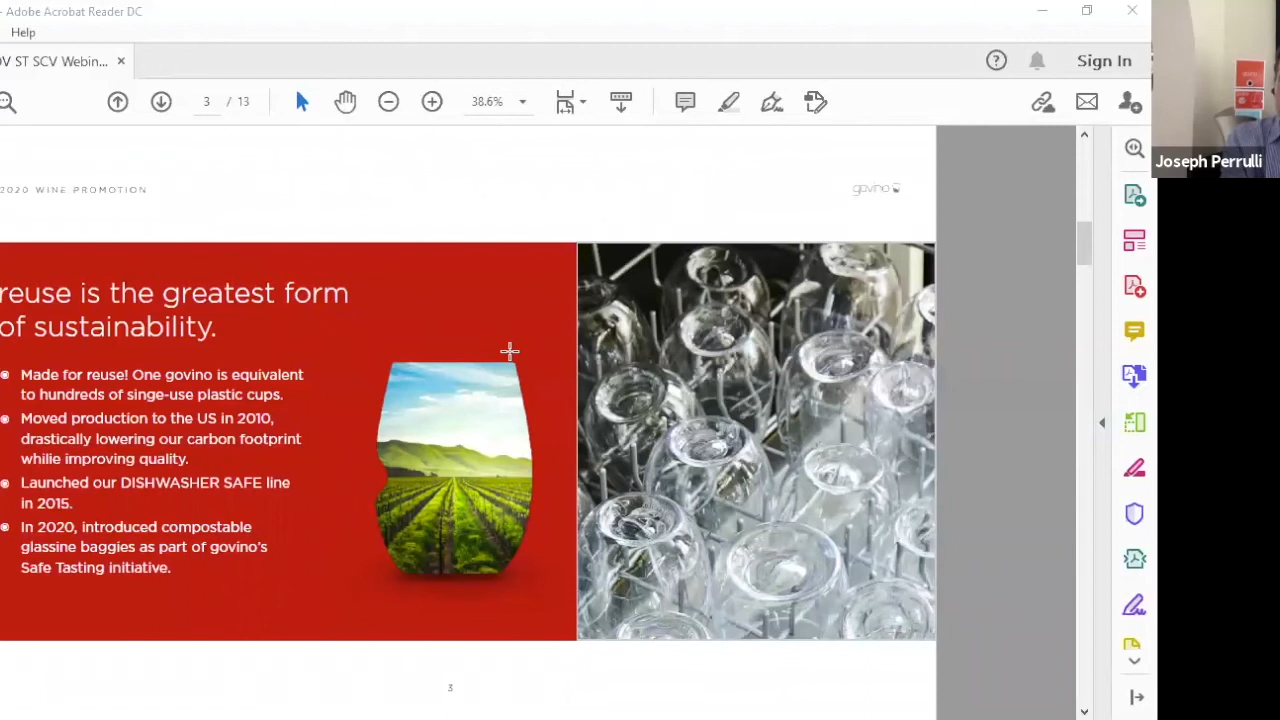 - Adobe Acrobat Reader DC
Help
OV ST SCV Webin...
Sign In
3 / 13
38.6%
Joseph Perrulli
2020 WINE PROMOTION
govino
reuse is the greatest form
of sustainability.
Made for reuse! One govino is equivalent
to hundreds of singe-use plastic cups.
Moved production to the US in 2010,
drastically lowering our carbon footprint
whilie improving quality.
Launched our DISHWASHER SAFE line
in 2015.
In 2020, introduced compostable
glassine baggies as part of govino's
Safe Tasting initiative.
3